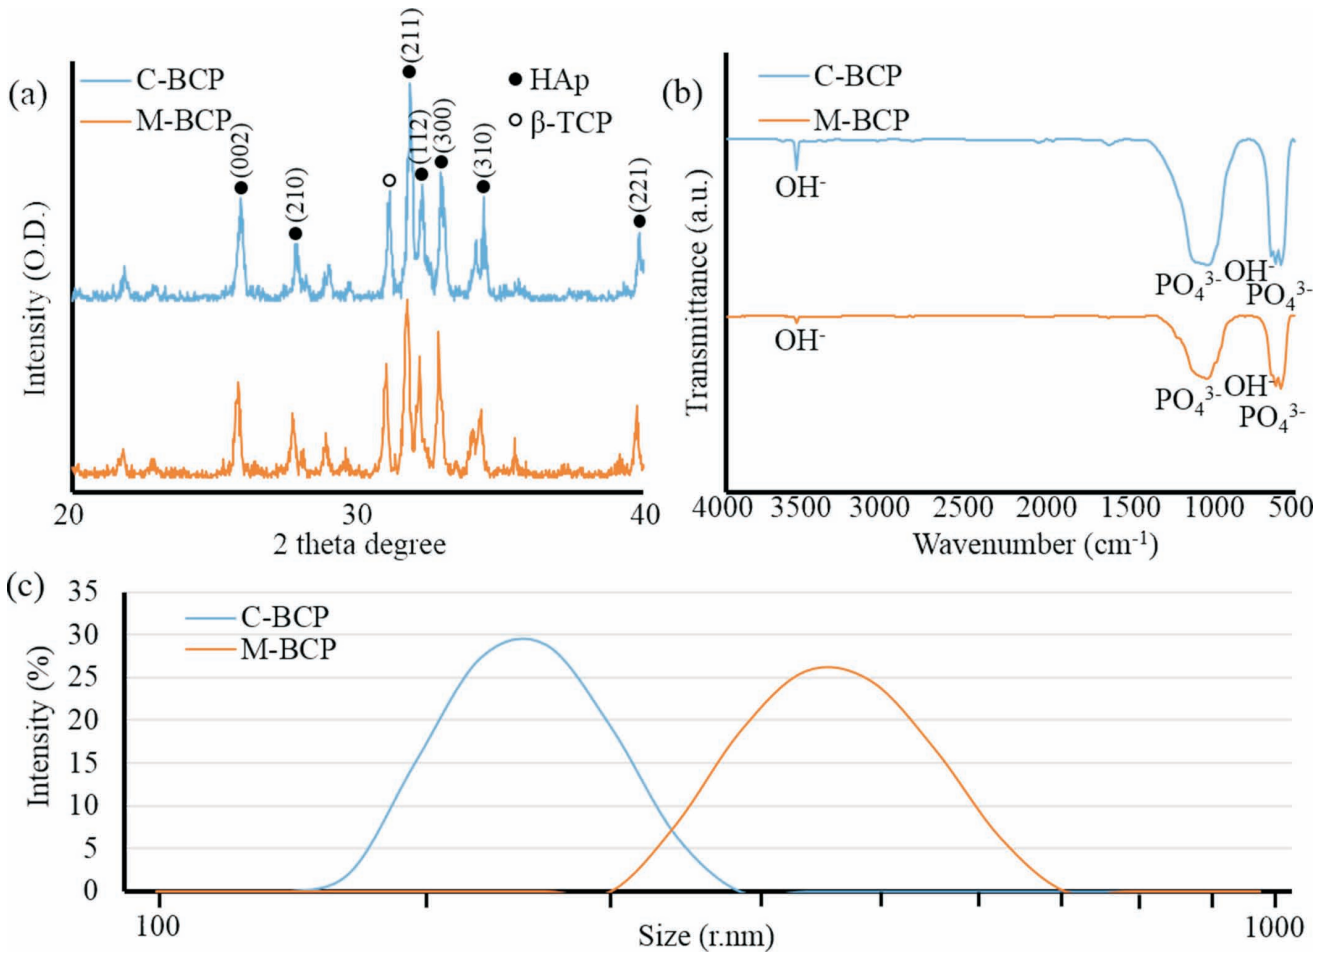 (a)
C-BCP
M-BCP
HAp
β-TCP
(002)
(210)
(211)
(112)
(300)
(310)
(221)
Intensity (O.D.)
20
30
40
2 theta degree
(b)
C-BCP
M-BCP
OH-
PO₄³⁻
OH-
PO₄³⁻
OH-
PO₄³⁻
OH-
PO₄³⁻
Transmittance (a.u.)
4000 3500 3000 2500 2000 1500 1000 500
Wavenumber (cm⁻¹)
(c)
C-BCP
M-BCP
35
30
25
20
15
10
5
0
Intensity (%)
100
1000
Size (r.nm)